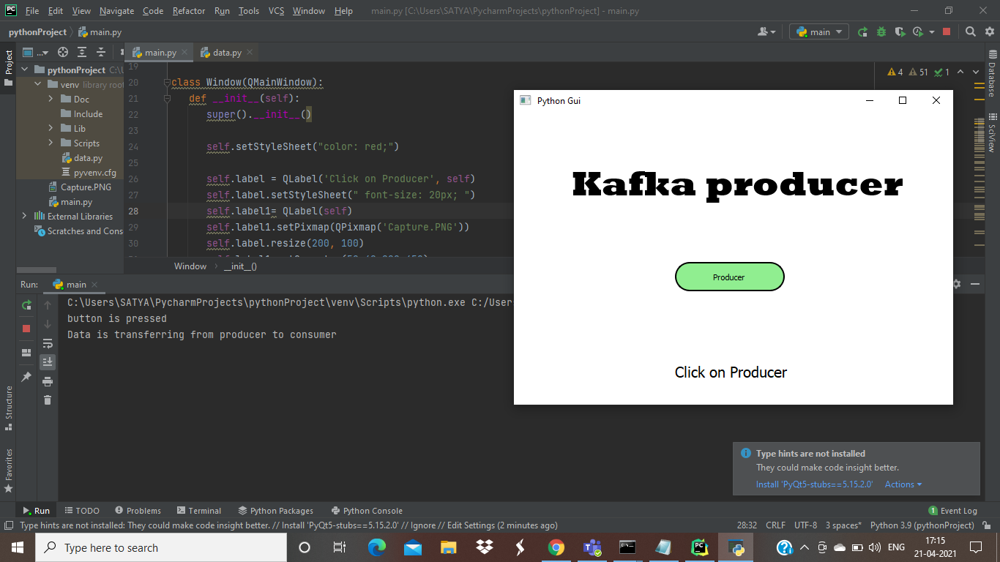 PC File Edit View Navigate Code Refactor Run Tools VCS Window Help main.py [C:\Users\SATYA\PycharmProjects\pythonProject] - main.py
pythonProject main.py main
Project ... main.py data.py
pythonProject C:\U
venv library root
Doc
Include
Lib
Scripts
data.py
pyvenv.cfg
Capture.PNG
main.py
External Libraries
Scratches and Cons
4 51 1
19
20 class Window(QMainWindow):
21 def __init__(self):
22 super().__init__()
23
24 self.setStyleSheet("color: red;")
25
26 self.label = QLabel('Click on Producer', self)
27 self.label.setStyleSheet(" font-size: 20px; ")
28 self.label1= QLabel(self)
29 self.label1.setPixmap(QPixmap('Capture.PNG'))
30 self.label.resize(200, 100)
Window __init__()
Database
SciView
Python Gui
Kafka producer
Producer
Click on Producer
Run: main
C:\Users\SATYA\PycharmProjects\pythonProject\venv\Scripts\python.exe C:/Users
button is pressed
Data is transferring from producer to consumer
Structure
Favorites
Type hints are not installed
They could make code insight better.
Install 'PyQt5-stubs==5.15.2.0' Actions
Run TODO Problems Terminal Python Packages Python Console 1 Event Log
Type hints are not installed: They could make code insight better. // Install 'PyQt5-stubs==5.15.2.0' // Ignore // Edit Settings (2 minutes ago) 28:32 CRLF UTF-8 3 spaces* Python 3.9 (pythonProject)
Type here to search ENG 17:15
21-04-2021